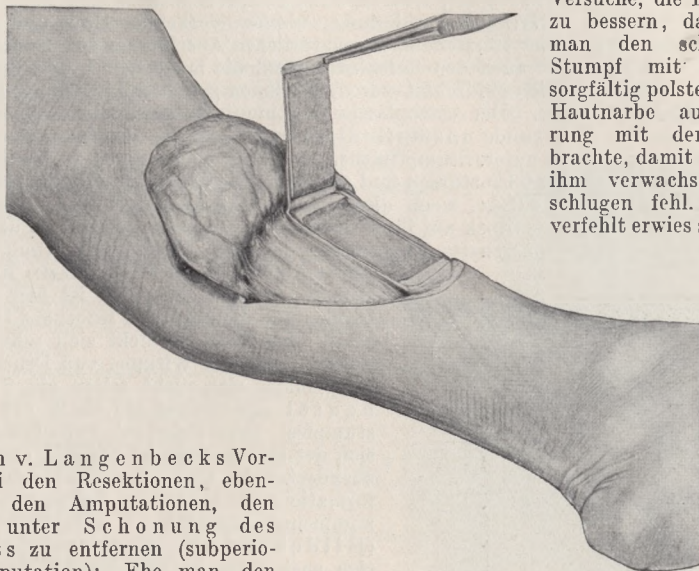 Versuche, die
zu bessern, da
man den sch
Stumpf mit
sorgfältig polste
Hautnarbe au
rung mit der
brachte, damit
ihm verwachs
schlugen fehl.
verfehlt erwies s
n v. Langenbecks Vor-
i den Resektionen, eben-
den Amputationen, den
unter Schonung des
ss zu entfernen (subperio-
putation): Ehe man den